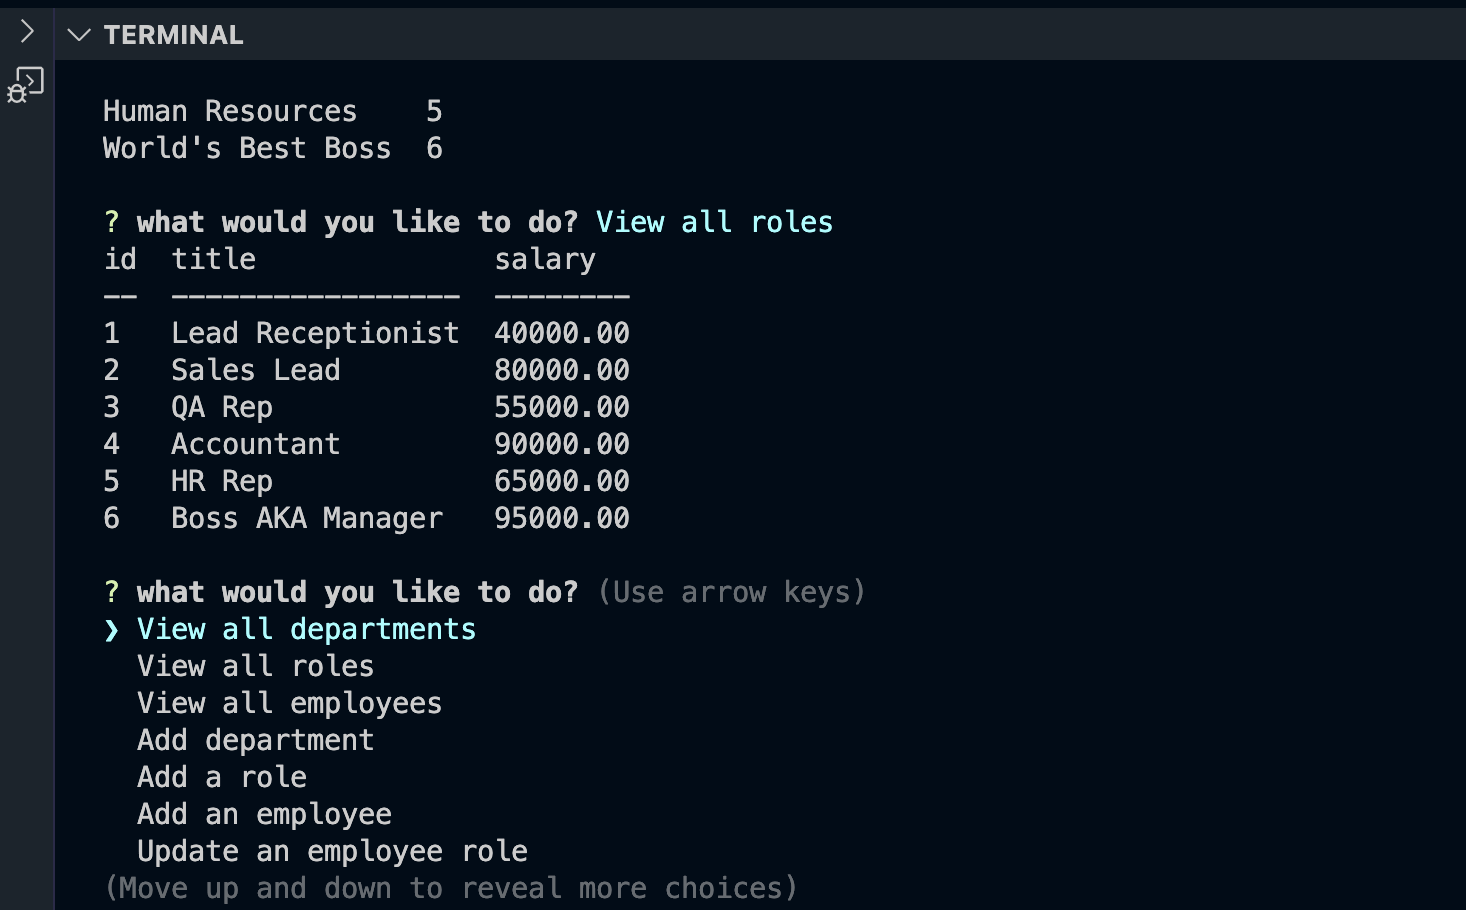 TERMINAL
Human Resources    5
World's Best Boss  6
? what would you like to do? View all roles
id  title              salary
--  -----------------  --------
1   Lead Receptionist  40000.00
2   Sales Lead         80000.00
3   QA Rep             55000.00
4   Accountant         90000.00
5   HR Rep             65000.00
6   Boss AKA Manager   95000.00
? what would you like to do? (Use arrow keys)
❯ View all departments
  View all roles
  View all employees
  Add department
  Add a role
  Add an employee
  Update an employee role
(Move up and down to reveal more choices)